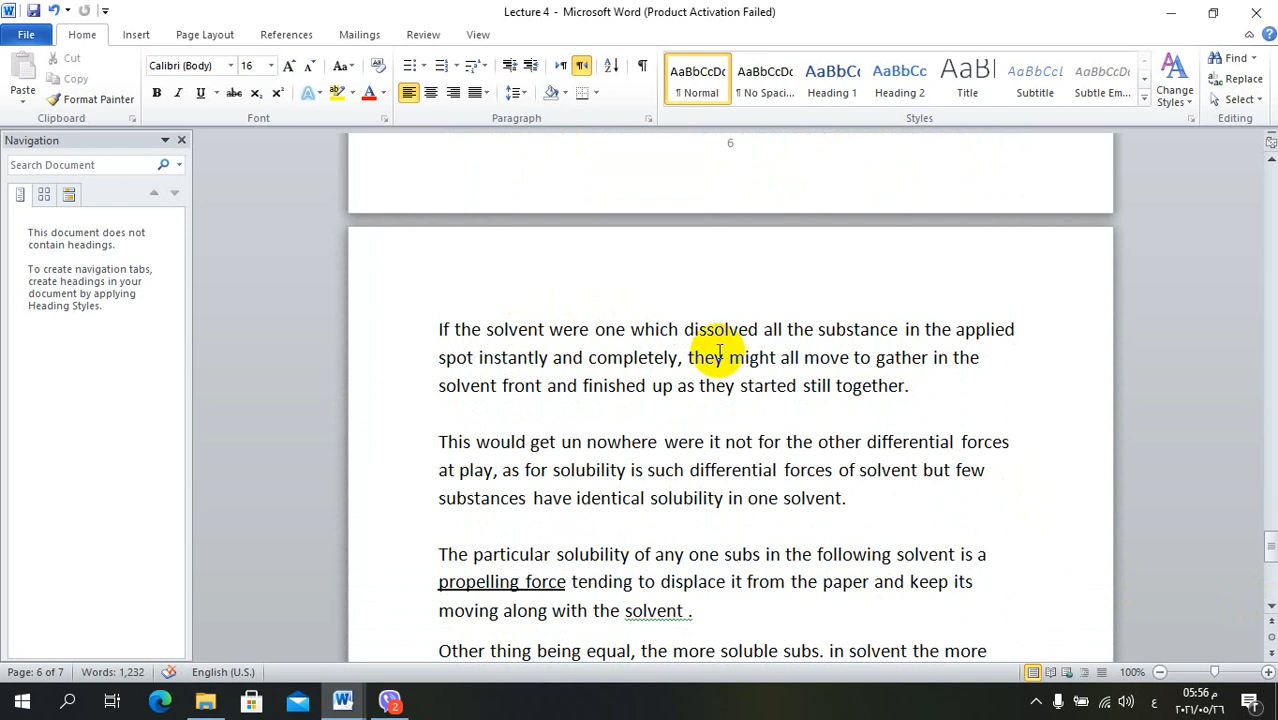 Lecture 4 - Microsoft Word (Product Activation Failed)
File Home Insert Page Layout References Mailings Review View
Paste
Cut
Copy
Format Painter
Clipboard
Calibri (Body) 16
Font
Paragraph
AaBbCcDc AaBbCcDc AaBbC( AaBbCc AaB( AaBbCcl AaBbCcDc
¶ Normal ¶ No Spaci... Heading 1 Heading 2 Title Subtitle Subtle Em...
Styles
Change
Styles
Find
Replace
Select
Editing
Navigation
Search Document
This document does not
contain headings.
To create navigation tabs,
create headings in your
document by applying
Heading Styles.
6
If the solvent were one which dissolved all the substance in the applied
spot instantly and completely, they might all move to gather in the
solvent front and finished up as they started still together.
This would get un nowhere were it not for the other differential forces
at play, as for solubility is such differential forces of solvent but few
substances have identical solubility in one solvent.
The particular solubility of any one subs in the following solvent is a
propelling force tending to displace it from the paper and keep its
moving along with the solvent .
Other thing being equal, the more soluble subs. in solvent the more
Page: 6 of 7 Words: 1,232 English (U.S.) 100%
2
ع
05:56 م
٢٠٢١/٠٥/٢٦